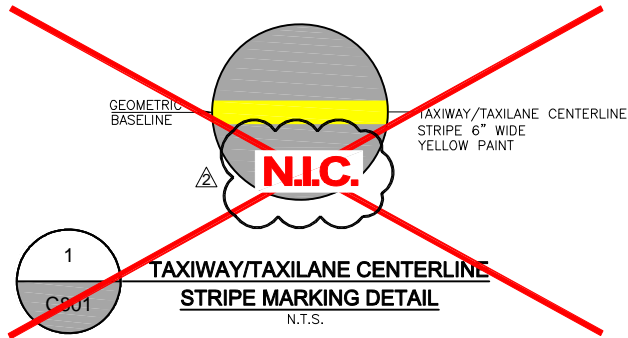 GEOMETRIC
BASELINE
TAXIWAY/TAXILANE CENTERLINE
STRIPE 6" WIDE
YELLOW PAINT
2
N.I.C.
1
CS01
TAXIWAY/TAXILANE CENTERLINE
STRIPE MARKING DETAIL
N.T.S.